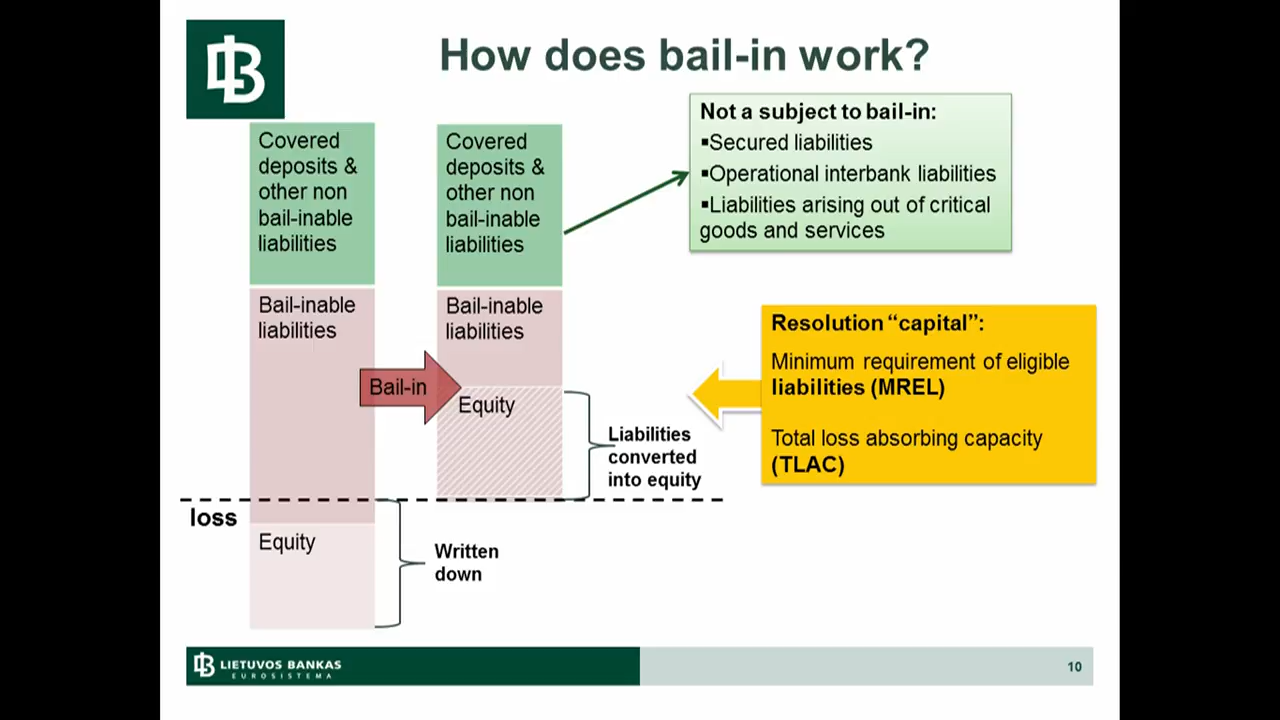 How does bail-in work?
Covered
deposits &
other non
bail-inable
liabilities
Bail-inable
liabilities
Equity
loss
Written
down
Bail-in
Covered
deposits &
other non
bail-inable
liabilities
Bail-inable
liabilities
Equity
Liabilities
converted
into equity
Not a subject to bail-in:
▪Secured liabilities
▪Operational interbank liabilities
▪Liabilities arising out of critical
goods and services
Resolution “capital”:
Minimum requirement of eligible
liabilities (MREL)
Total loss absorbing capacity
(TLAC)
LIETUVOS BANKAS
EUROSISTEMA
10